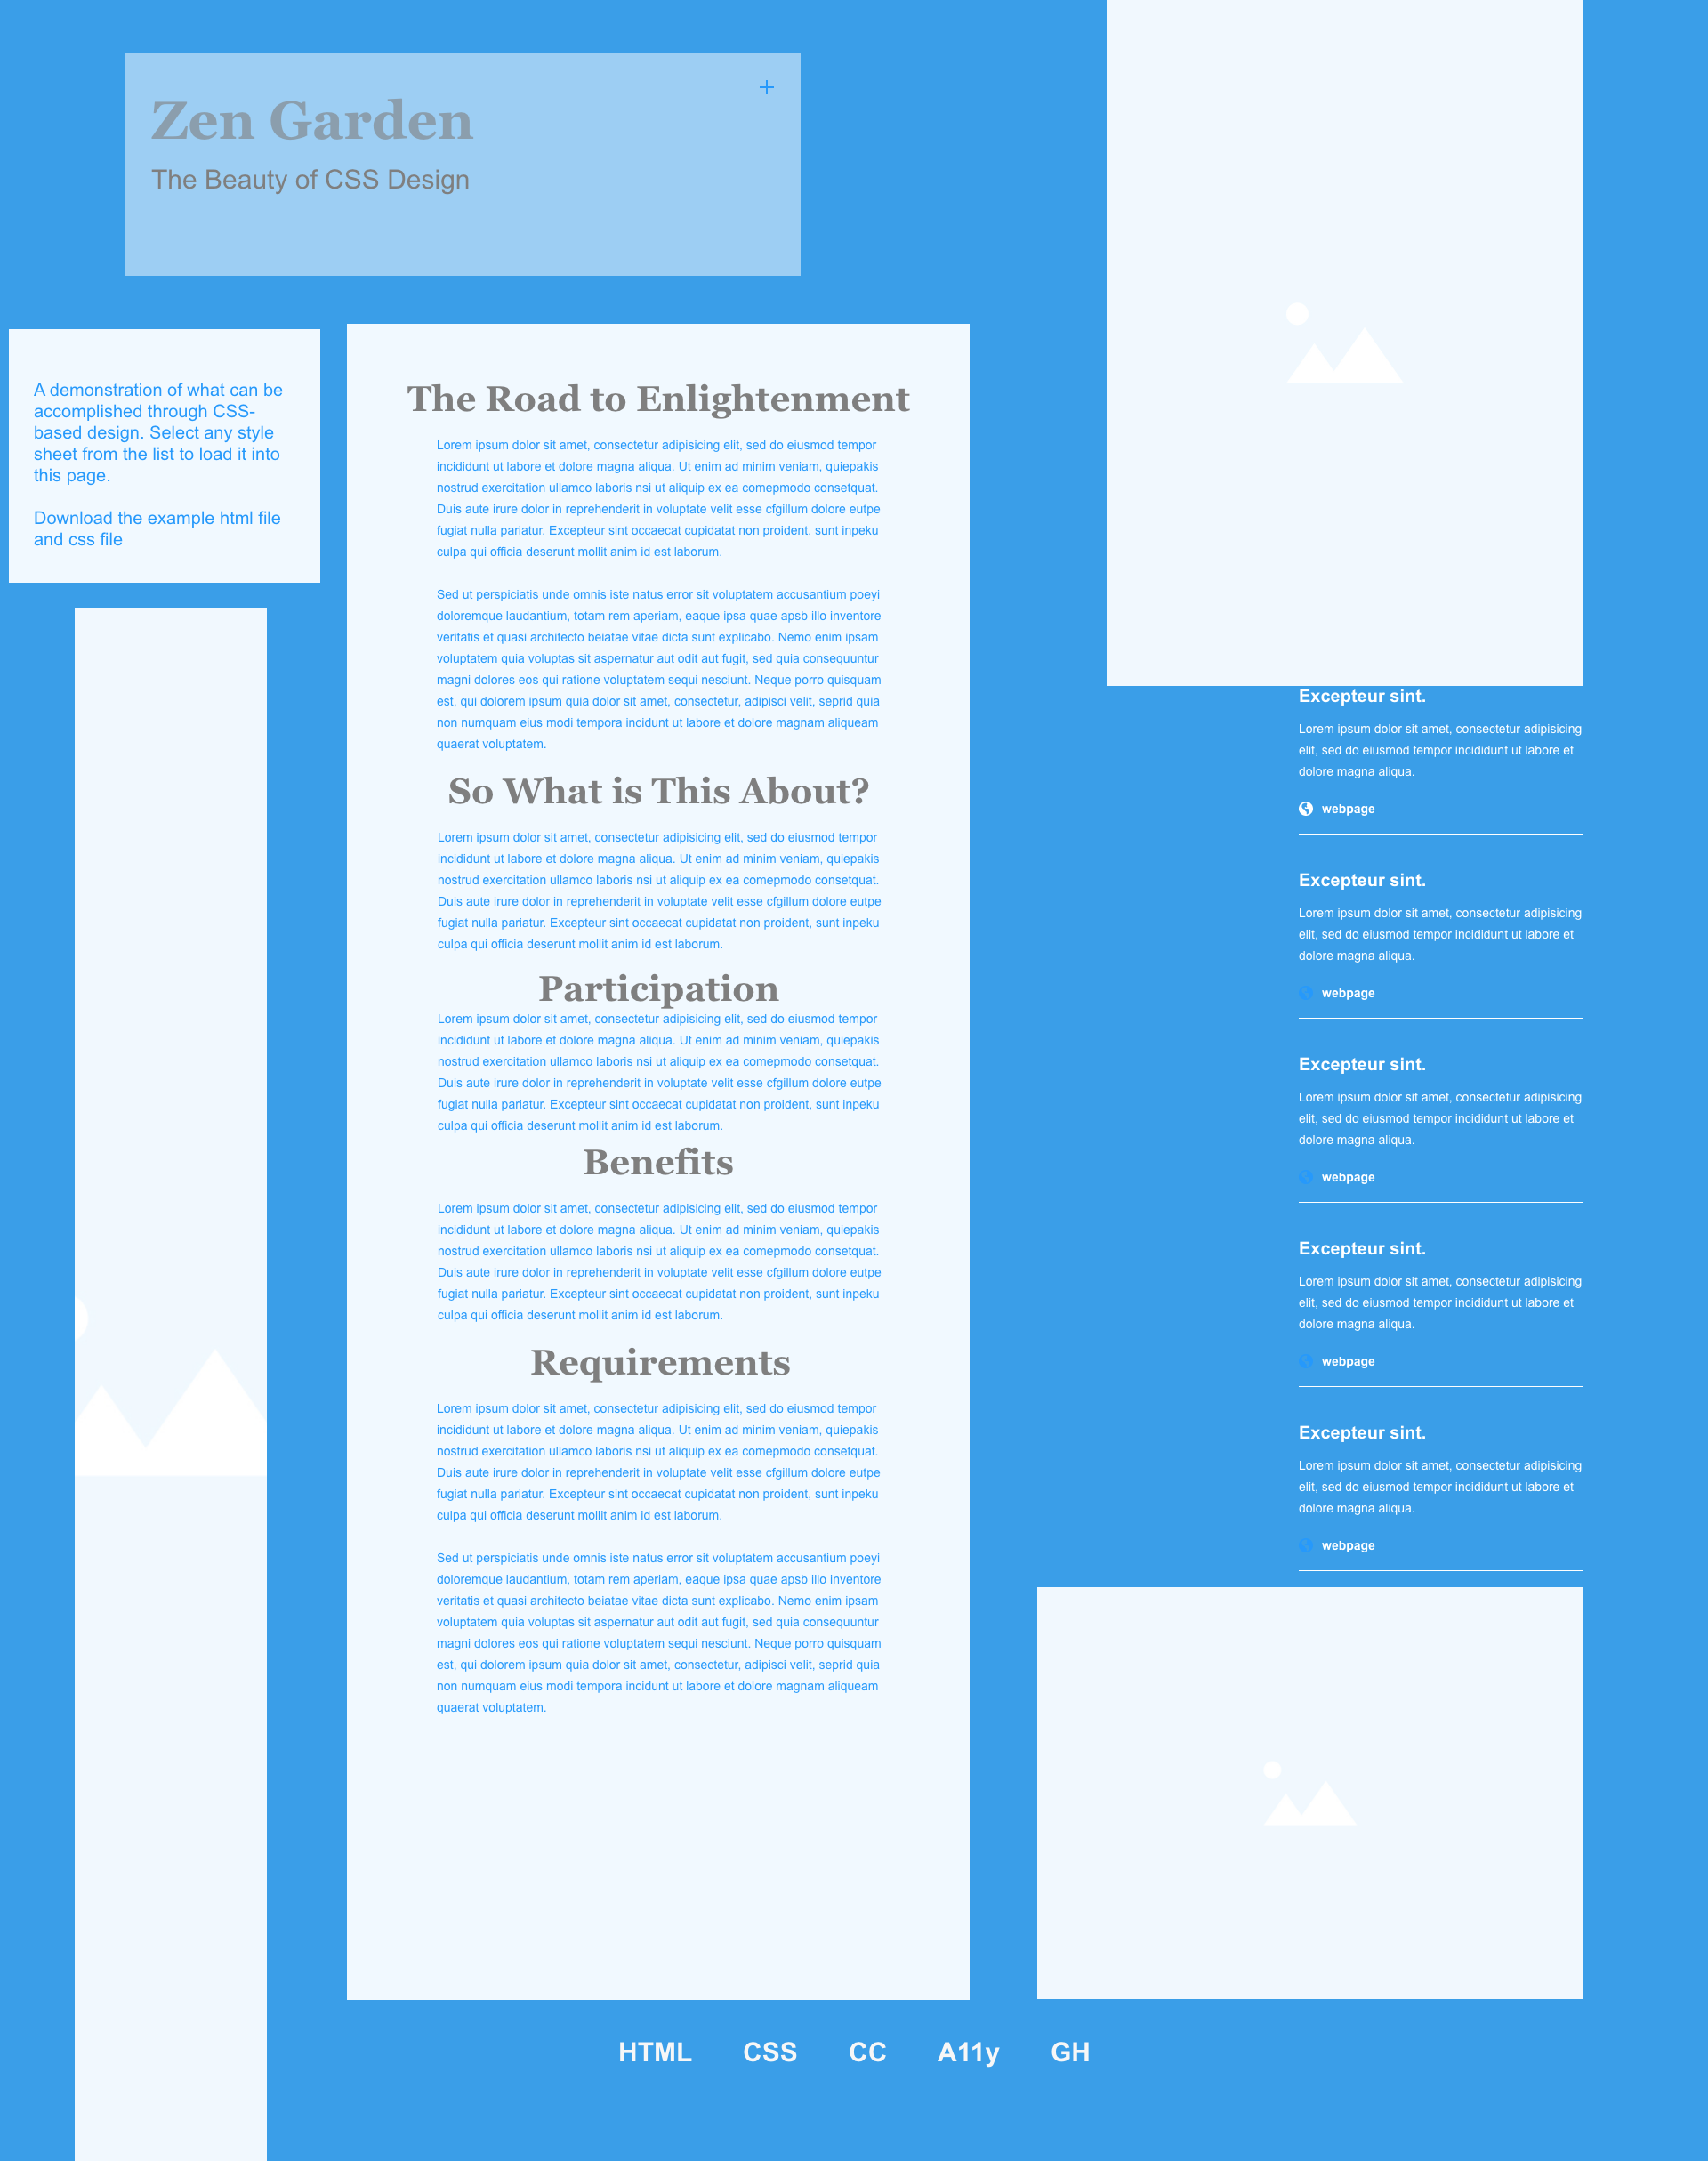 Zen Garden
The Beauty of CSS Design
A demonstration of what can be
accomplished through CSS-
based design. Select any style
sheet from the list to load it into
this page.
Download the example html file
and css file
The Road to Enlightenment
Lorem ipsum dolor sit amet, consectetur adipisicing elit, sed do eiusmod tempor
incididunt ut labore et dolore magna aliqua. Ut enim ad minim veniam, quiepakis
nostrud exercitation ullamco laboris nsi ut aliquip ex ea comepmodo consetquat.
Duis aute irure dolor in reprehenderit in voluptate velit esse cfgillum dolore eutpe
fugiat nulla pariatur. Excepteur sint occaecat cupidatat non proident, sunt inpeku
culpa qui officia deserunt mollit anim id est laborum.
Sed ut perspiciatis unde omnis iste natus error sit voluptatem accusantium poeyi
doloremque laudantium, totam rem aperiam, eaque ipsa quae apsb illo inventore
veritatis et quasi architecto beiatae vitae dicta sunt explicabo. Nemo enim ipsam
voluptatem quia voluptas sit aspernatur aut odit aut fugit, sed quia consequuntur
magni dolores eos qui ratione voluptatem sequi nesciunt. Neque porro quisquam
est, qui dolorem ipsum quia dolor sit amet, consectetur, adipisci velit, seprid quia
non numquam eius modi tempora incidunt ut labore et dolore magnam aliqueam
quaerat voluptatem.
So What is This About?
Lorem ipsum dolor sit amet, consectetur adipisicing elit, sed do eiusmod tempor
incididunt ut labore et dolore magna aliqua. Ut enim ad minim veniam, quiepakis
nostrud exercitation ullamco laboris nsi ut aliquip ex ea comepmodo consetquat.
Duis aute irure dolor in reprehenderit in voluptate velit esse cfgillum dolore eutpe
fugiat nulla pariatur. Excepteur sint occaecat cupidatat non proident, sunt inpeku
culpa qui officia deserunt mollit anim id est laborum.
Participation
Lorem ipsum dolor sit amet, consectetur adipisicing elit, sed do eiusmod tempor
incididunt ut labore et dolore magna aliqua. Ut enim ad minim veniam, quiepakis
nostrud exercitation ullamco laboris nsi ut aliquip ex ea comepmodo consetquat.
Duis aute irure dolor in reprehenderit in voluptate velit esse cfgillum dolore eutpe
fugiat nulla pariatur. Excepteur sint occaecat cupidatat non proident, sunt inpeku
culpa qui officia deserunt mollit anim id est laborum.
Benefits
Lorem ipsum dolor sit amet, consectetur adipisicing elit, sed do eiusmod tempor
incididunt ut labore et dolore magna aliqua. Ut enim ad minim veniam, quiepakis
nostrud exercitation ullamco laboris nsi ut aliquip ex ea comepmodo consetquat.
Duis aute irure dolor in reprehenderit in voluptate velit esse cfgillum dolore eutpe
fugiat nulla pariatur. Excepteur sint occaecat cupidatat non proident, sunt inpeku
culpa qui officia deserunt mollit anim id est laborum.
Requirements
Lorem ipsum dolor sit amet, consectetur adipisicing elit, sed do eiusmod tempor
incididunt ut labore et dolore magna aliqua. Ut enim ad minim veniam, quiepakis
nostrud exercitation ullamco laboris nsi ut aliquip ex ea comepmodo consetquat.
Duis aute irure dolor in reprehenderit in voluptate velit esse cfgillum dolore eutpe
fugiat nulla pariatur. Excepteur sint occaecat cupidatat non proident, sunt inpeku
culpa qui officia deserunt mollit anim id est laborum.
Sed ut perspiciatis unde omnis iste natus error sit voluptatem accusantium poeyi
doloremque laudantium, totam rem aperiam, eaque ipsa quae apsb illo inventore
veritatis et quasi architecto beiatae vitae dicta sunt explicabo. Nemo enim ipsam
voluptatem quia voluptas sit aspernatur aut odit aut fugit, sed quia consequuntur
magni dolores eos qui ratione voluptatem sequi nesciunt. Neque porro quisquam
est, qui dolorem ipsum quia dolor sit amet, consectetur, adipisci velit, seprid quia
non numquam eius modi tempora incidunt ut labore et dolore magnam aliqueam
quaerat voluptatem.
Excepteur sint.
Lorem ipsum dolor sit amet, consectetur adipisicing
elit, sed do eiusmod tempor incididunt ut labore et
dolore magna aliqua.
webpage
Excepteur sint.
Lorem ipsum dolor sit amet, consectetur adipisicing
elit, sed do eiusmod tempor incididunt ut labore et
dolore magna aliqua.
webpage
Excepteur sint.
Lorem ipsum dolor sit amet, consectetur adipisicing
elit, sed do eiusmod tempor incididunt ut labore et
dolore magna aliqua.
webpage
Excepteur sint.
Lorem ipsum dolor sit amet, consectetur adipisicing
elit, sed do eiusmod tempor incididunt ut labore et
dolore magna aliqua.
webpage
Excepteur sint.
Lorem ipsum dolor sit amet, consectetur adipisicing
elit, sed do eiusmod tempor incididunt ut labore et
dolore magna aliqua.
webpage
HTML CSS CC A11y GH